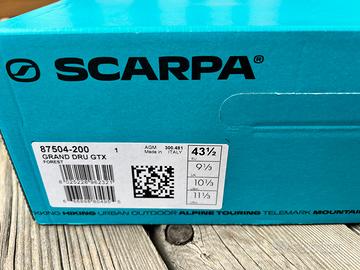 SCARPA®
87504-200 1
GRAND DRU GTX
FOREST
AGM 300.481
Made in ITALY
43½
9½
10½
11½
HIKING URBAN OUTDOOR ALPINE TOURING TELEMARK